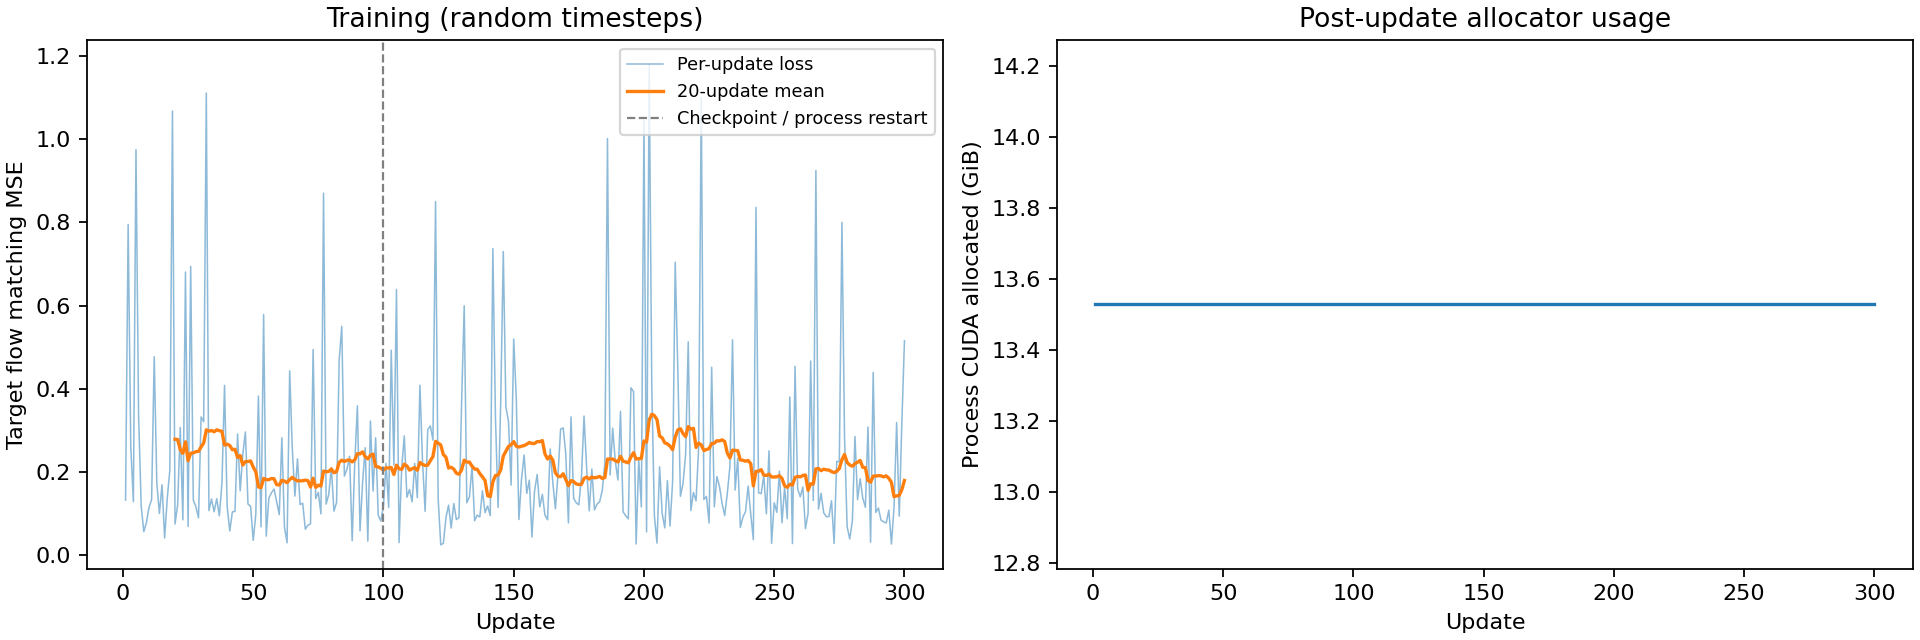 Training (random timesteps)
Target flow matching MSE
1.2
1.0
0.8
0.6
0.4
0.2
0.0
Per-update loss
20-update mean
Checkpoint / process restart
0 50 100 150 200 250 300
Update
Post-update allocator usage
Process CUDA allocated (GiB)
14.2
14.0
13.8
13.6
13.4
13.2
13.0
12.8
0 50 100 150 200 250 300
Update